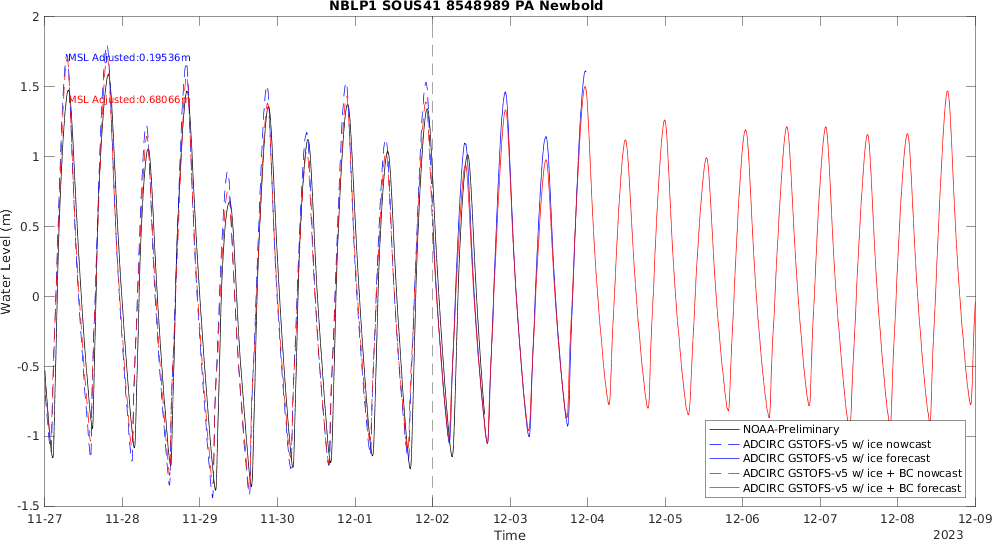 NBLP1 SOUS41 8548989 PA Newbold
2
1.5
1
0.5
0
-0.5
-1
-1.5
Water Level (m)
MSL Adjusted:0.19536m
MSL Adjusted:0.68066m
NOAA-Preliminary
ADCIRC GSTOFS-v5 w/ ice nowcast
ADCIRC GSTOFS-v5 w/ ice forecast
ADCIRC GSTOFS-v5 w/ ice + BC nowcast
ADCIRC GSTOFS-v5 w/ ice + BC forecast
11-27 11-28 11-29 11-30 12-01 12-02 12-03 12-04 12-05 12-06 12-07 12-08 12-09
Time
2023